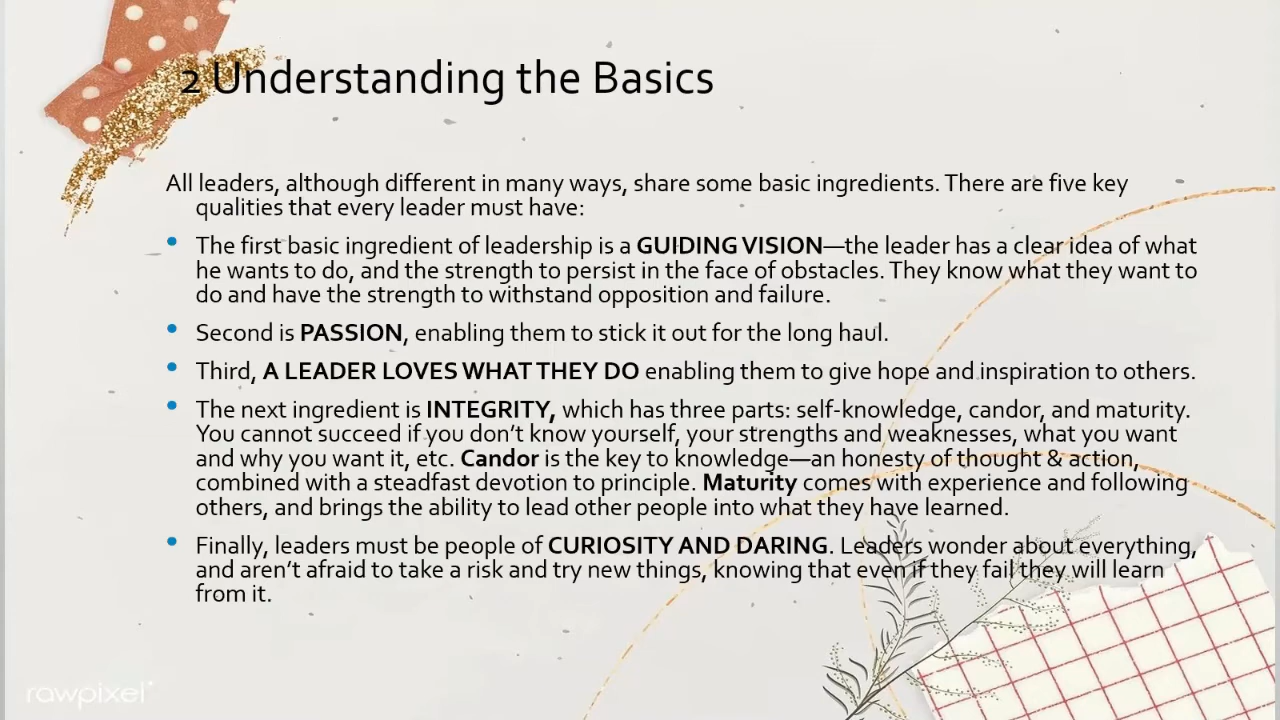 2 Understanding the Basics
All leaders, although different in many ways, share some basic ingredients. There are five key
qualities that every leader must have:
• The first basic ingredient of leadership is a GUIDING VISION—the leader has a clear idea of what
he wants to do, and the strength to persist in the face of obstacles. They know what they want to
do and have the strength to withstand opposition and failure.
• Second is PASSION, enabling them to stick it out for the long haul.
• Third, A LEADER LOVES WHAT THEY DO enabling them to give hope and inspiration to others.
• The next ingredient is INTEGRITY, which has three parts: self-knowledge, candor, and maturity.
You cannot succeed if you don’t know yourself, your strengths and weaknesses, what you want
and why you want it, etc. Candor is the key to knowledge—an honesty of thought & action,
combined with a steadfast devotion to principle. Maturity comes with experience and following
others, and brings the ability to lead other people into what they have learned.
• Finally, leaders must be people of CURIOSITY AND DARING. Leaders wonder about everything,
and aren’t afraid to take a risk and try new things, knowing that even if they fail they will learn
from it.
rawpixel